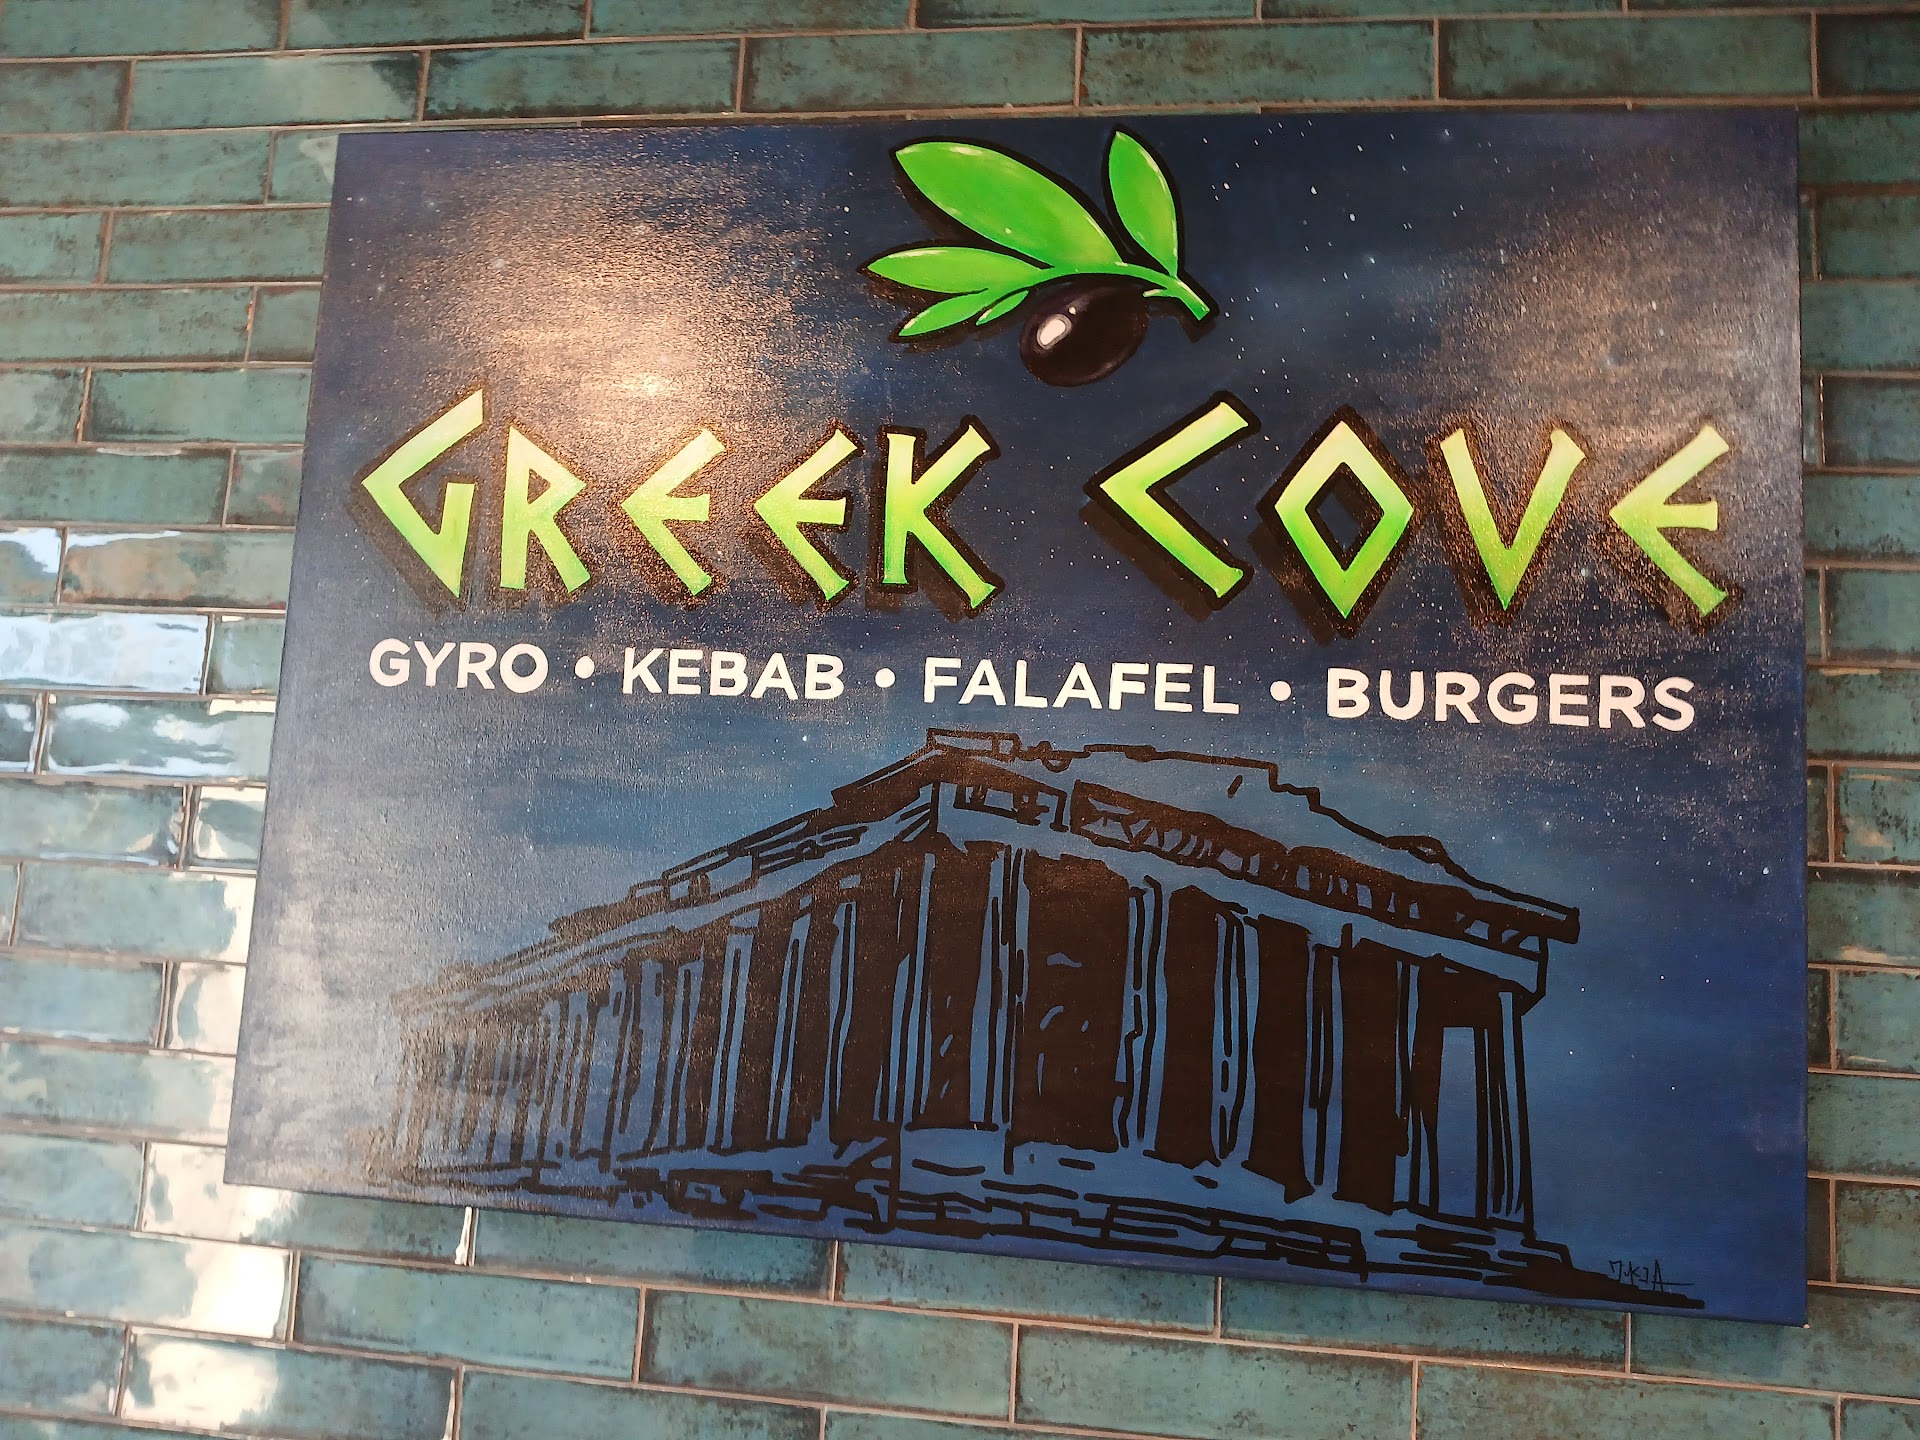 GREEK COVE
GYRO • KEBAB • FALAFEL • BURGERS